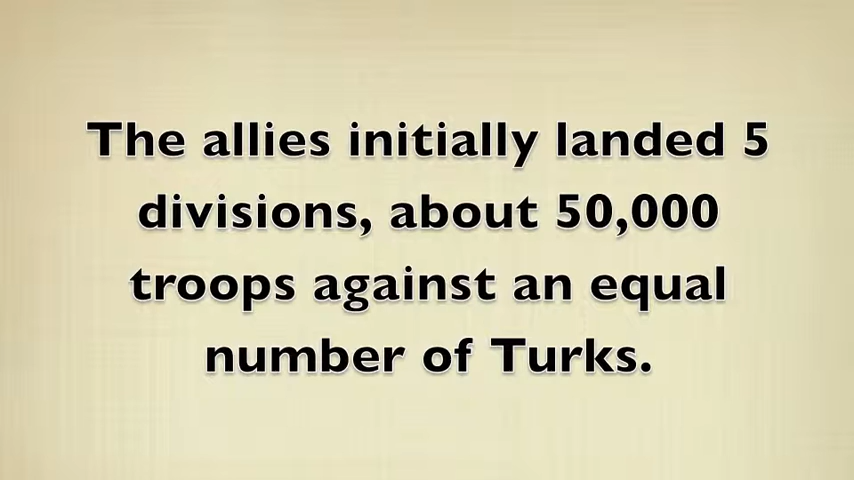 The allies initially landed 5
divisions, about 50,000
troops against an equal
number of Turks.